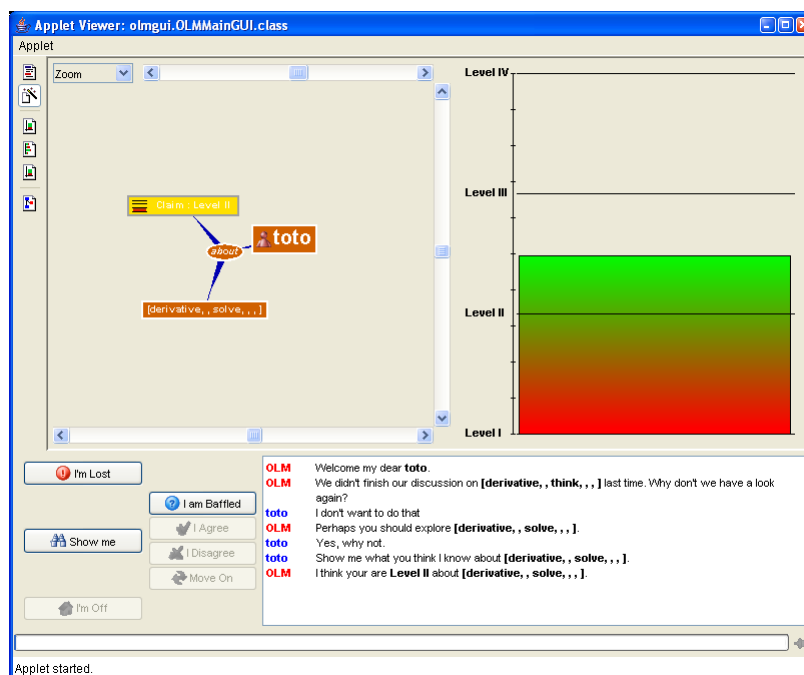 Applet Viewer: olmgui.OLMMainGUI.class
Applet
Zoom
Claim : Level II
about
toto
[derivative, , solve, , , ]
Level IV
Level III
Level II
Level I
I'm Lost
Show me
I'm Off
I am Baffled
I Agree
I Disagree
Move On
OLM Welcome my dear toto.
OLM We didn't finish our discussion on [derivative, , think, , , ] last time. Why don't we have a look
again?
toto I don't want to do that
OLM Perhaps you should explore [derivative, , solve, , , ].
toto Yes, why not.
toto Show me what you think I know about [derivative, , solve, , , ].
OLM I think your are Level II about [derivative, , solve, , , ].
Applet started.